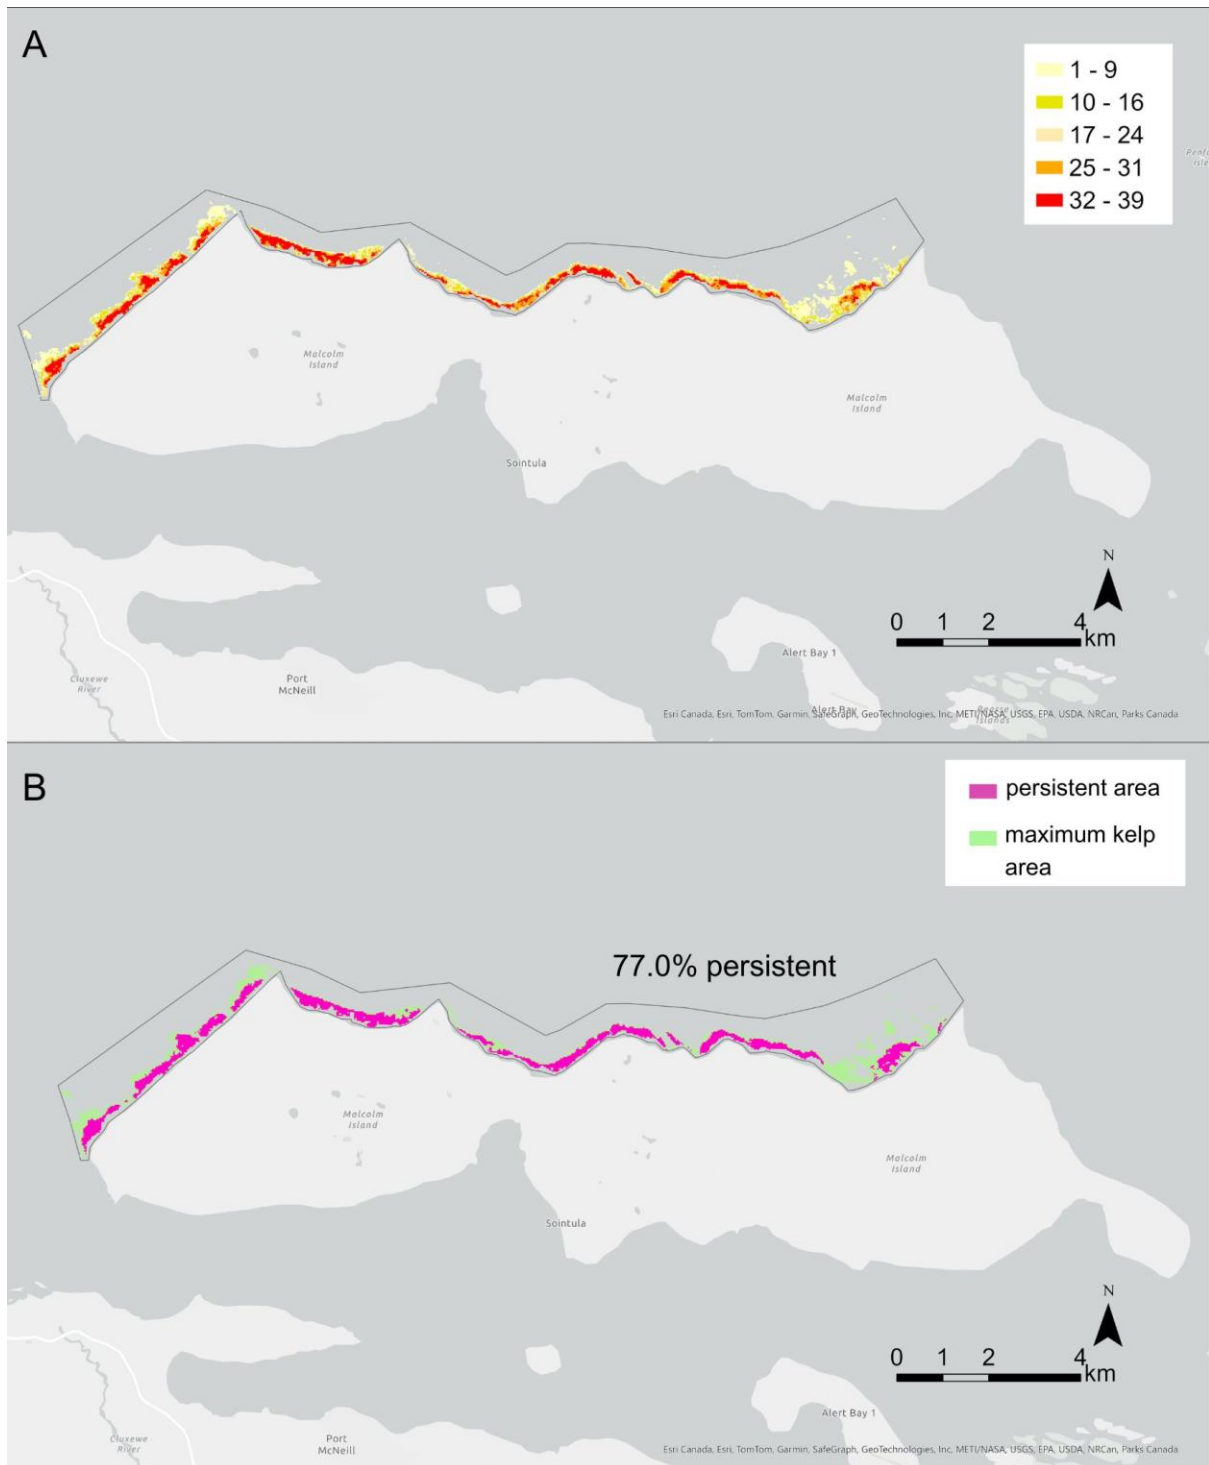 A
1 - 9
10 - 16
17 - 24
25 - 31
32 - 39
Malcolm
Island
Malcolm
Island
Sointula
N
0 1 2 4
km
Cluxewe
River
Port
McNeill
Alert Bay 1
Alert Bay
Pearse
Islands
Esri Canada, Esri, TomTom, Garmin, SafeGraph, GeoTechnologies, Inc, METI/NASA, USGS, EPA, USDA, NRCan, Parks Canada
B
persistent area
maximum kelp
area
77.0% persistent
Malcolm
Island
Malcolm
Island
Sointula
N
0 1 2 4
km
Alert Bay 1
Cluxewe
River
Port
McNeill
Esri Canada, Esri, TomTom, Garmin, SafeGraph, GeoTechnologies, Inc, METI/NASA, USGS, EPA, USDA, NRCan, Parks Canada